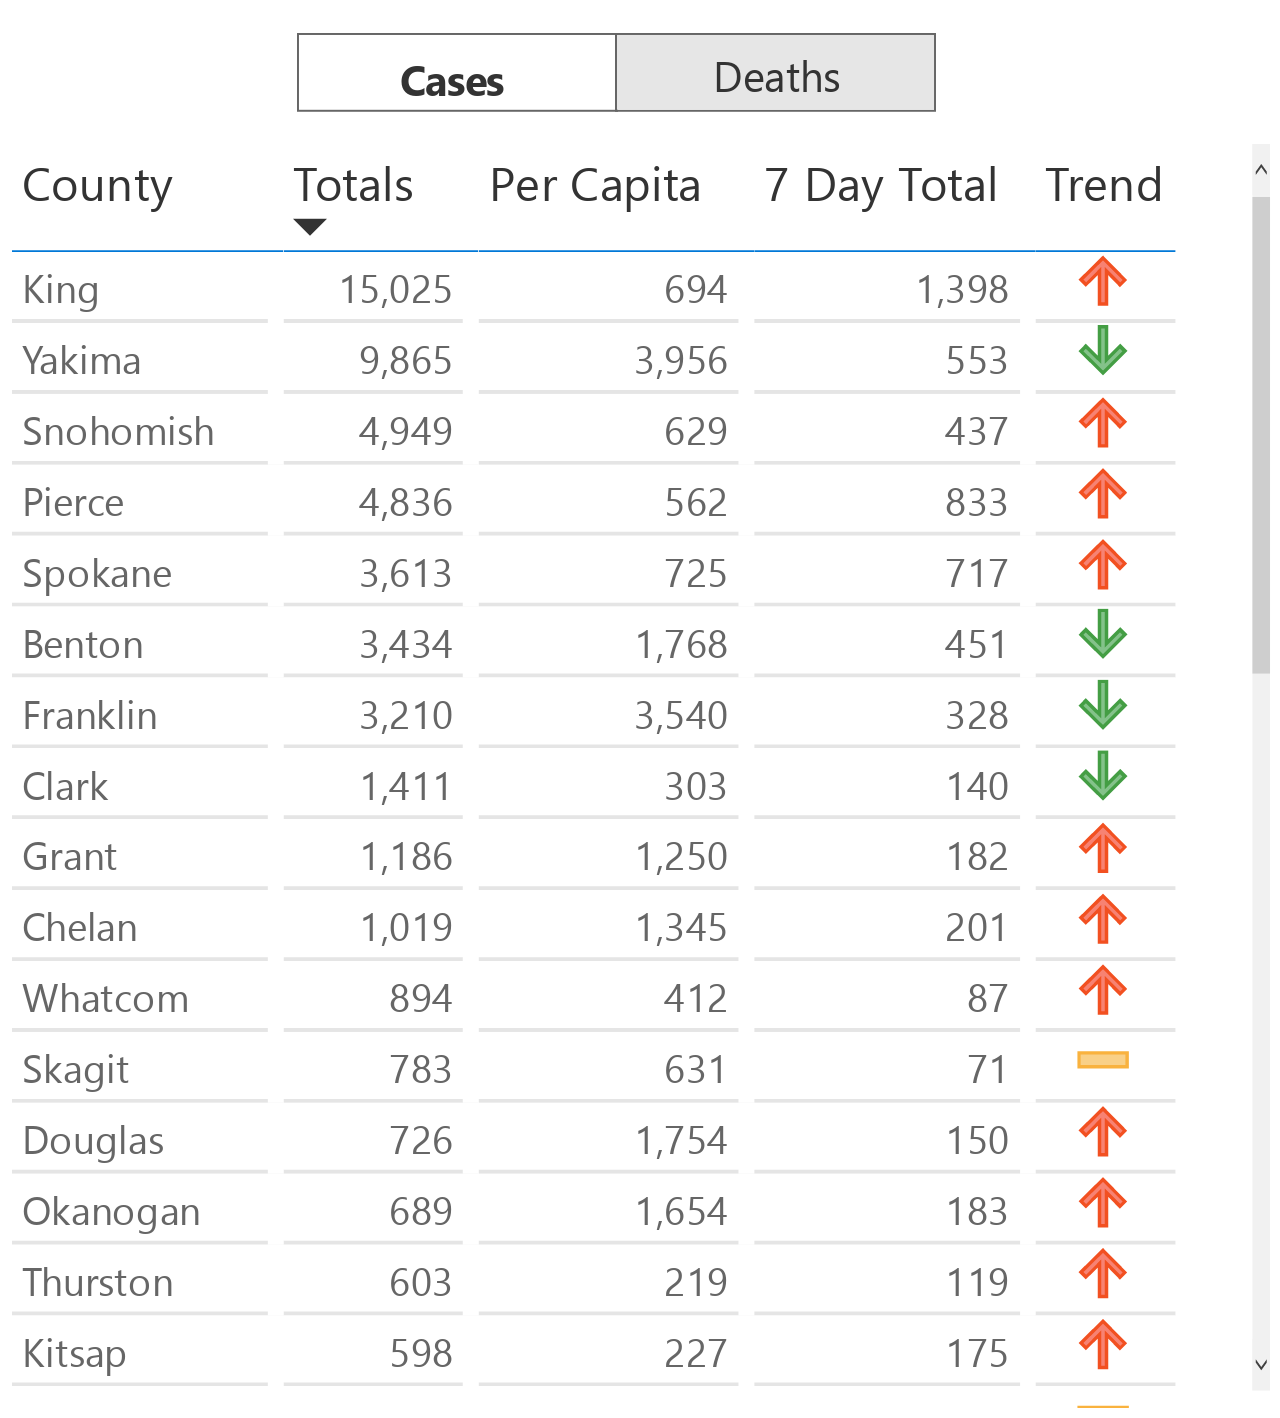 Cases Deaths
County Totals Per Capita 7 Day Total Trend
King 15,025 694 1,398
Yakima 9,865 3,956 553
Snohomish 4,949 629 437
Pierce 4,836 562 833
Spokane 3,613 725 717
Benton 3,434 1,768 451
Franklin 3,210 3,540 328
Clark 1,411 303 140
Grant 1,186 1,250 182
Chelan 1,019 1,345 201
Whatcom 894 412 87
Skagit 783 631 71
Douglas 726 1,754 150
Okanogan 689 1,654 183
Thurston 603 219 119
Kitsap 598 227 175